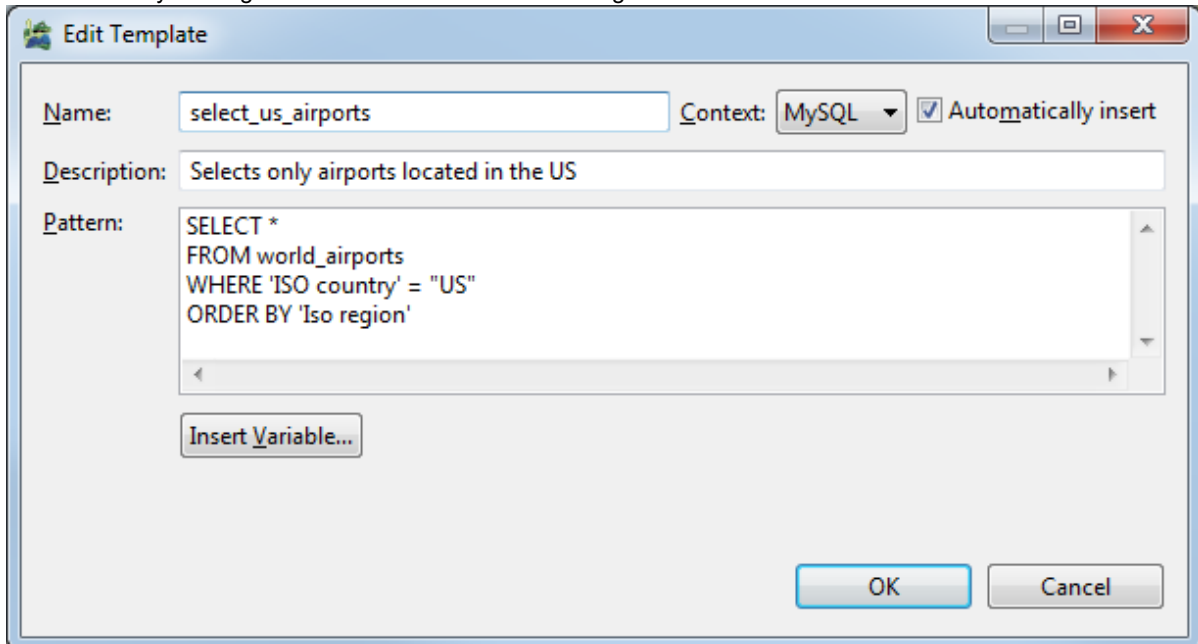 Edit Template
Name: select_us_airports Context: MySQL Automatically insert
Description: Selects only airports located in the US
Pattern: SELECT *
FROM world_airports
WHERE 'ISO country' = "US"
ORDER BY 'Iso region'
Insert Variable...
OK Cancel